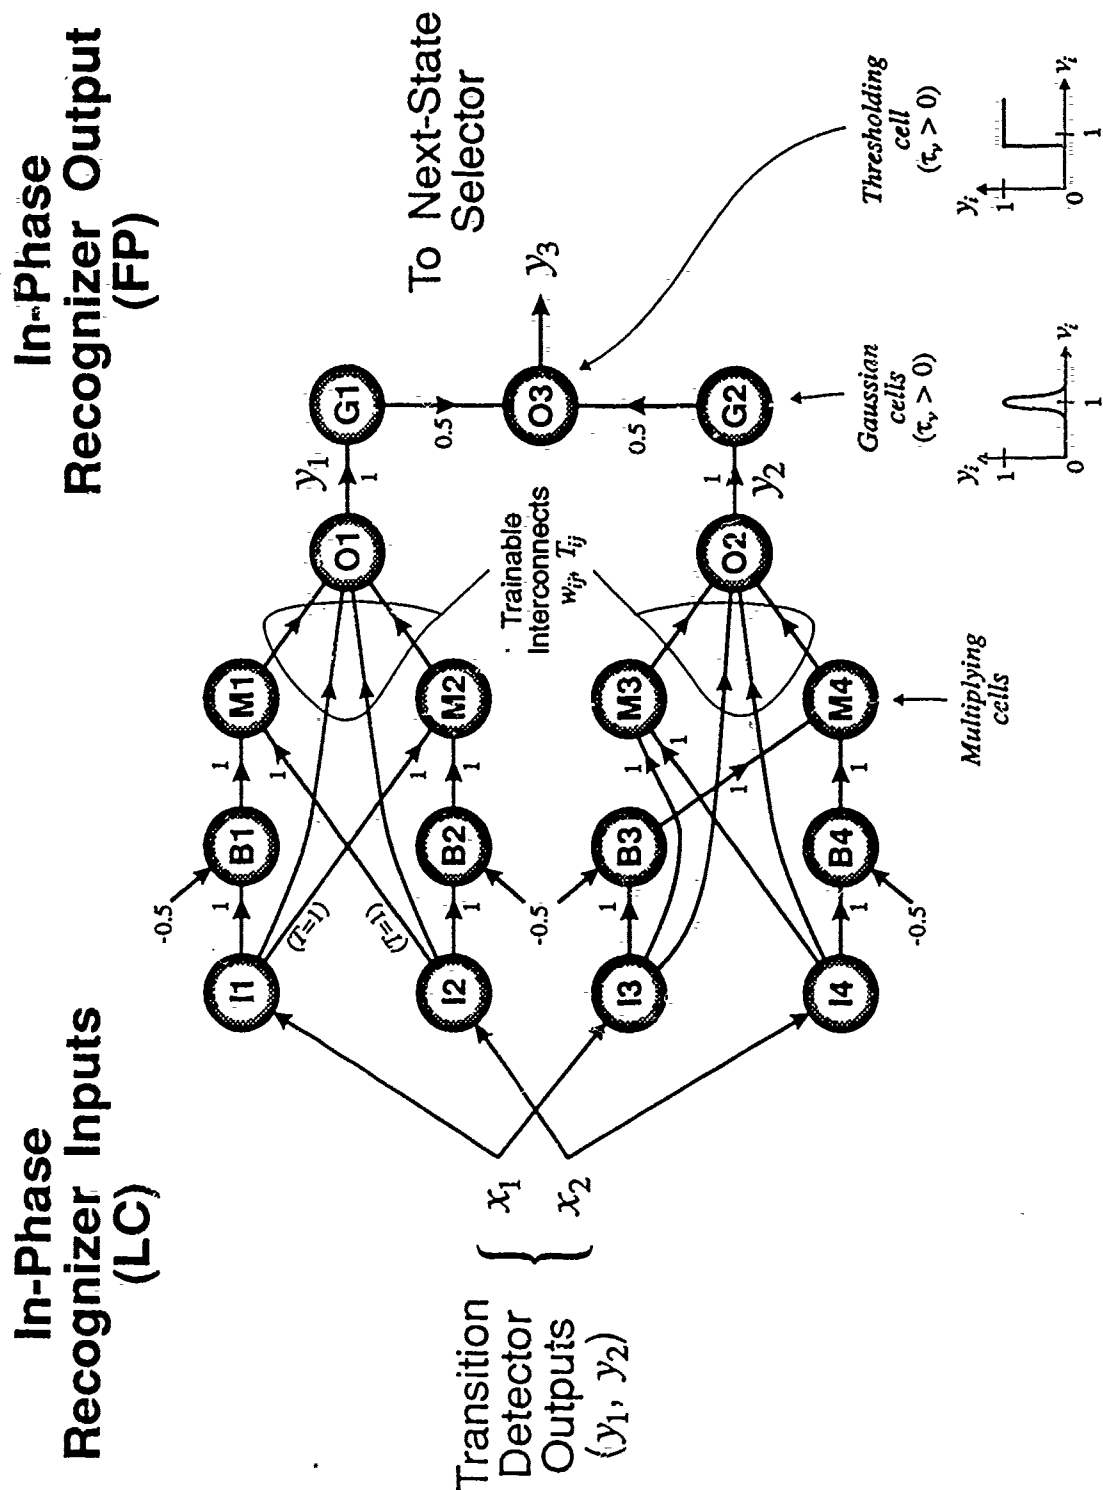 In-Phase
Recognizer Inputs
(LC)
In-Phase
Recognizer Output
(FP)
Transition
Detector
Outputs
(y1, y2)
x1
x2
I1
I2
I3
I4
-0.5
-0.5
-0.5
1
1
1
1
(T=1)
(T=1)
B1
B2
B3
B4
1
1
1
1
1
1
1
1
M1
M2
M3
M4
Multiplying
cells
Trainable
Interconnects
wij, Tij
O1
O2
y1
1
1
y2
G1
G2
0.5
0.5
O3
y3
To Next-State
Selector
Gaussian
cells
(τv > 0)
yi
1
0
1
vi
Thresholding
cell
(τv > 0)
yi
1
0
1
vi